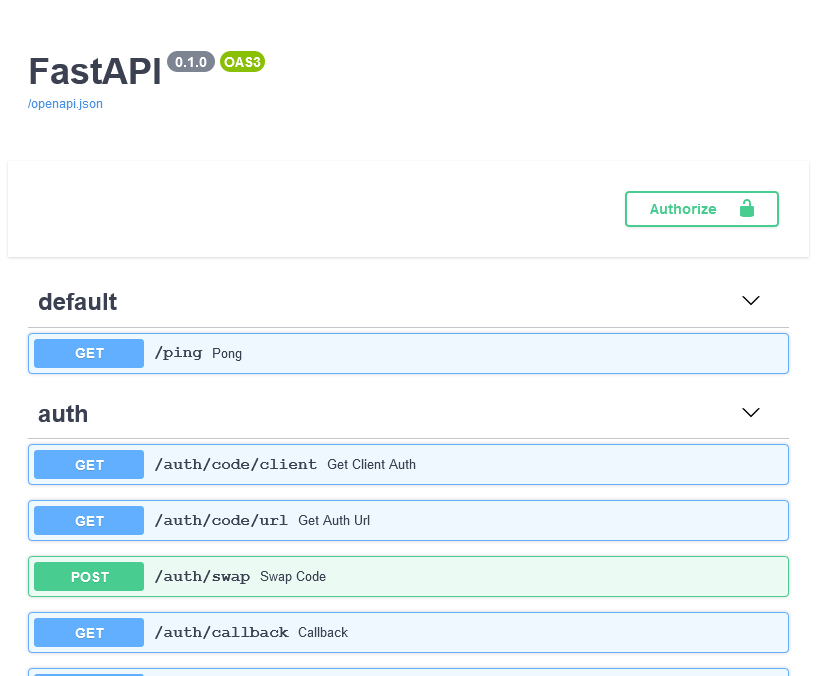 FastAPI 0.1.0 OAS3
/openapi.json
Authorize
default
GET /ping Pong
auth
GET /auth/code/client Get Client Auth
GET /auth/code/url Get Auth Url
POST /auth/swap Swap Code
GET /auth/callback Callback